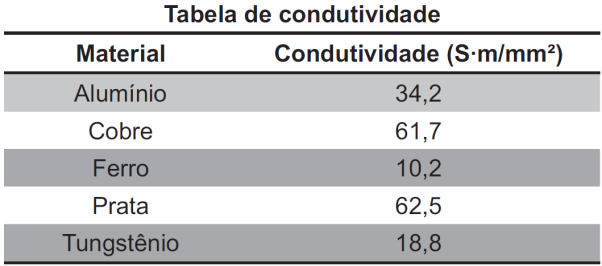 Tabela de condutividade
Material Condutividade (S·m/mm²)
Alumínio 34,2
Cobre 61,7
Ferro 10,2
Prata 62,5
Tungstênio 18,8